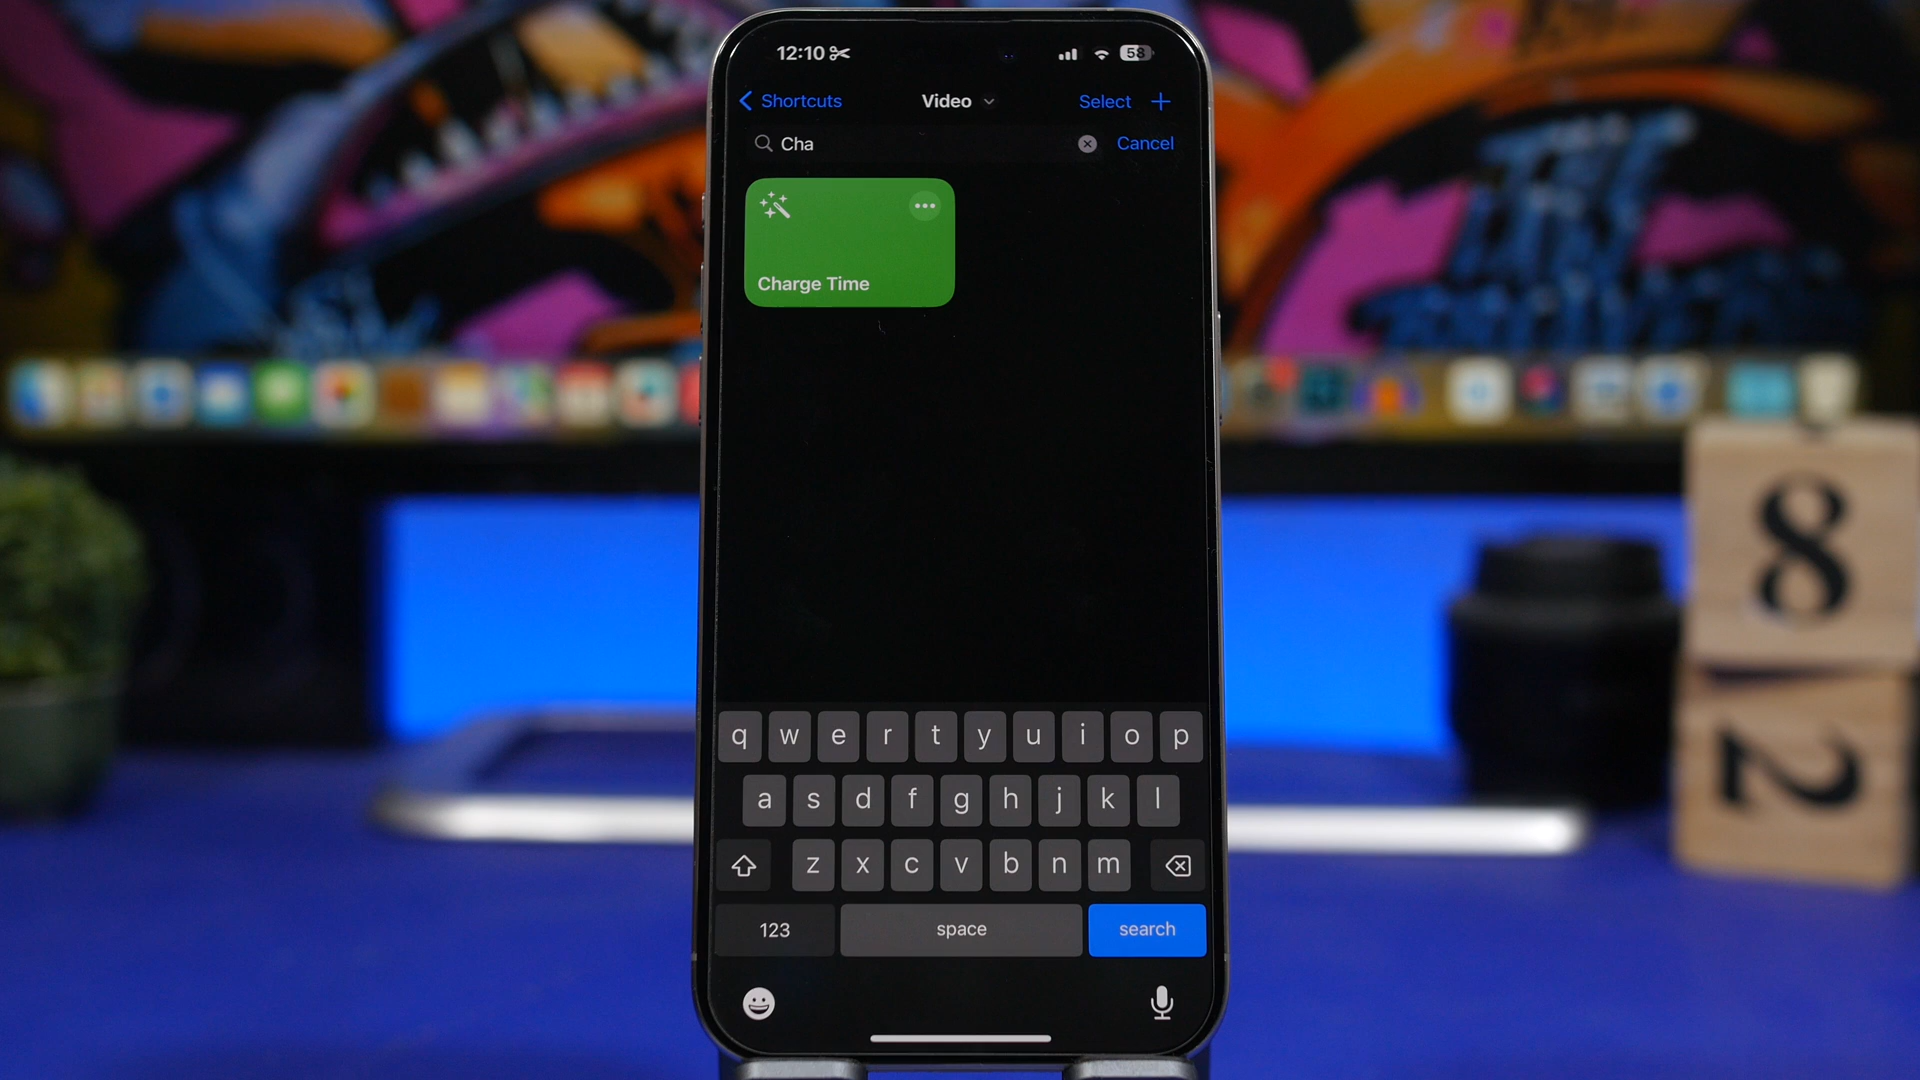 12:10
58
Shortcuts
Video
Select
Cha
Cancel
Charge Time
q w e r t y u i o p
a s d f g h j k l
z x c v b n m
123
space
search
8
2